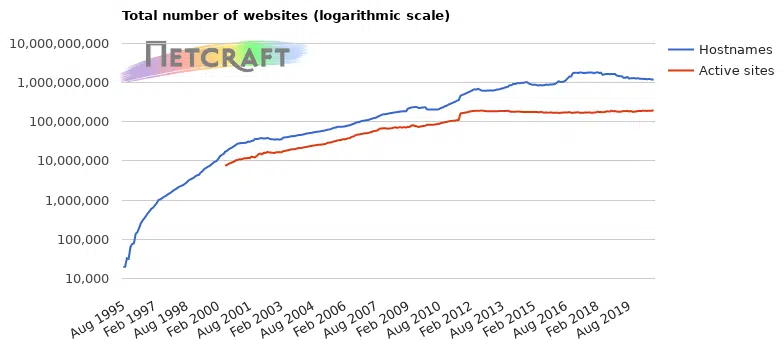 Total number of websites (logarithmic scale)
10,000,000,000
NETCRAFT
Hostnames
1,000,000,000
Active sites
100,000,000
10,000,000
1,000,000
100,000
10,000
Aug 1995
Feb 1997
Aug 1998
Feb 2000
Aug 2001
Feb 2003
Aug 2004
Feb 2006
Aug 2007
Feb 2009
Aug 2010
Feb 2012
Aug 2013
Feb 2015
Aug 2016
Feb 2018
Aug 2019